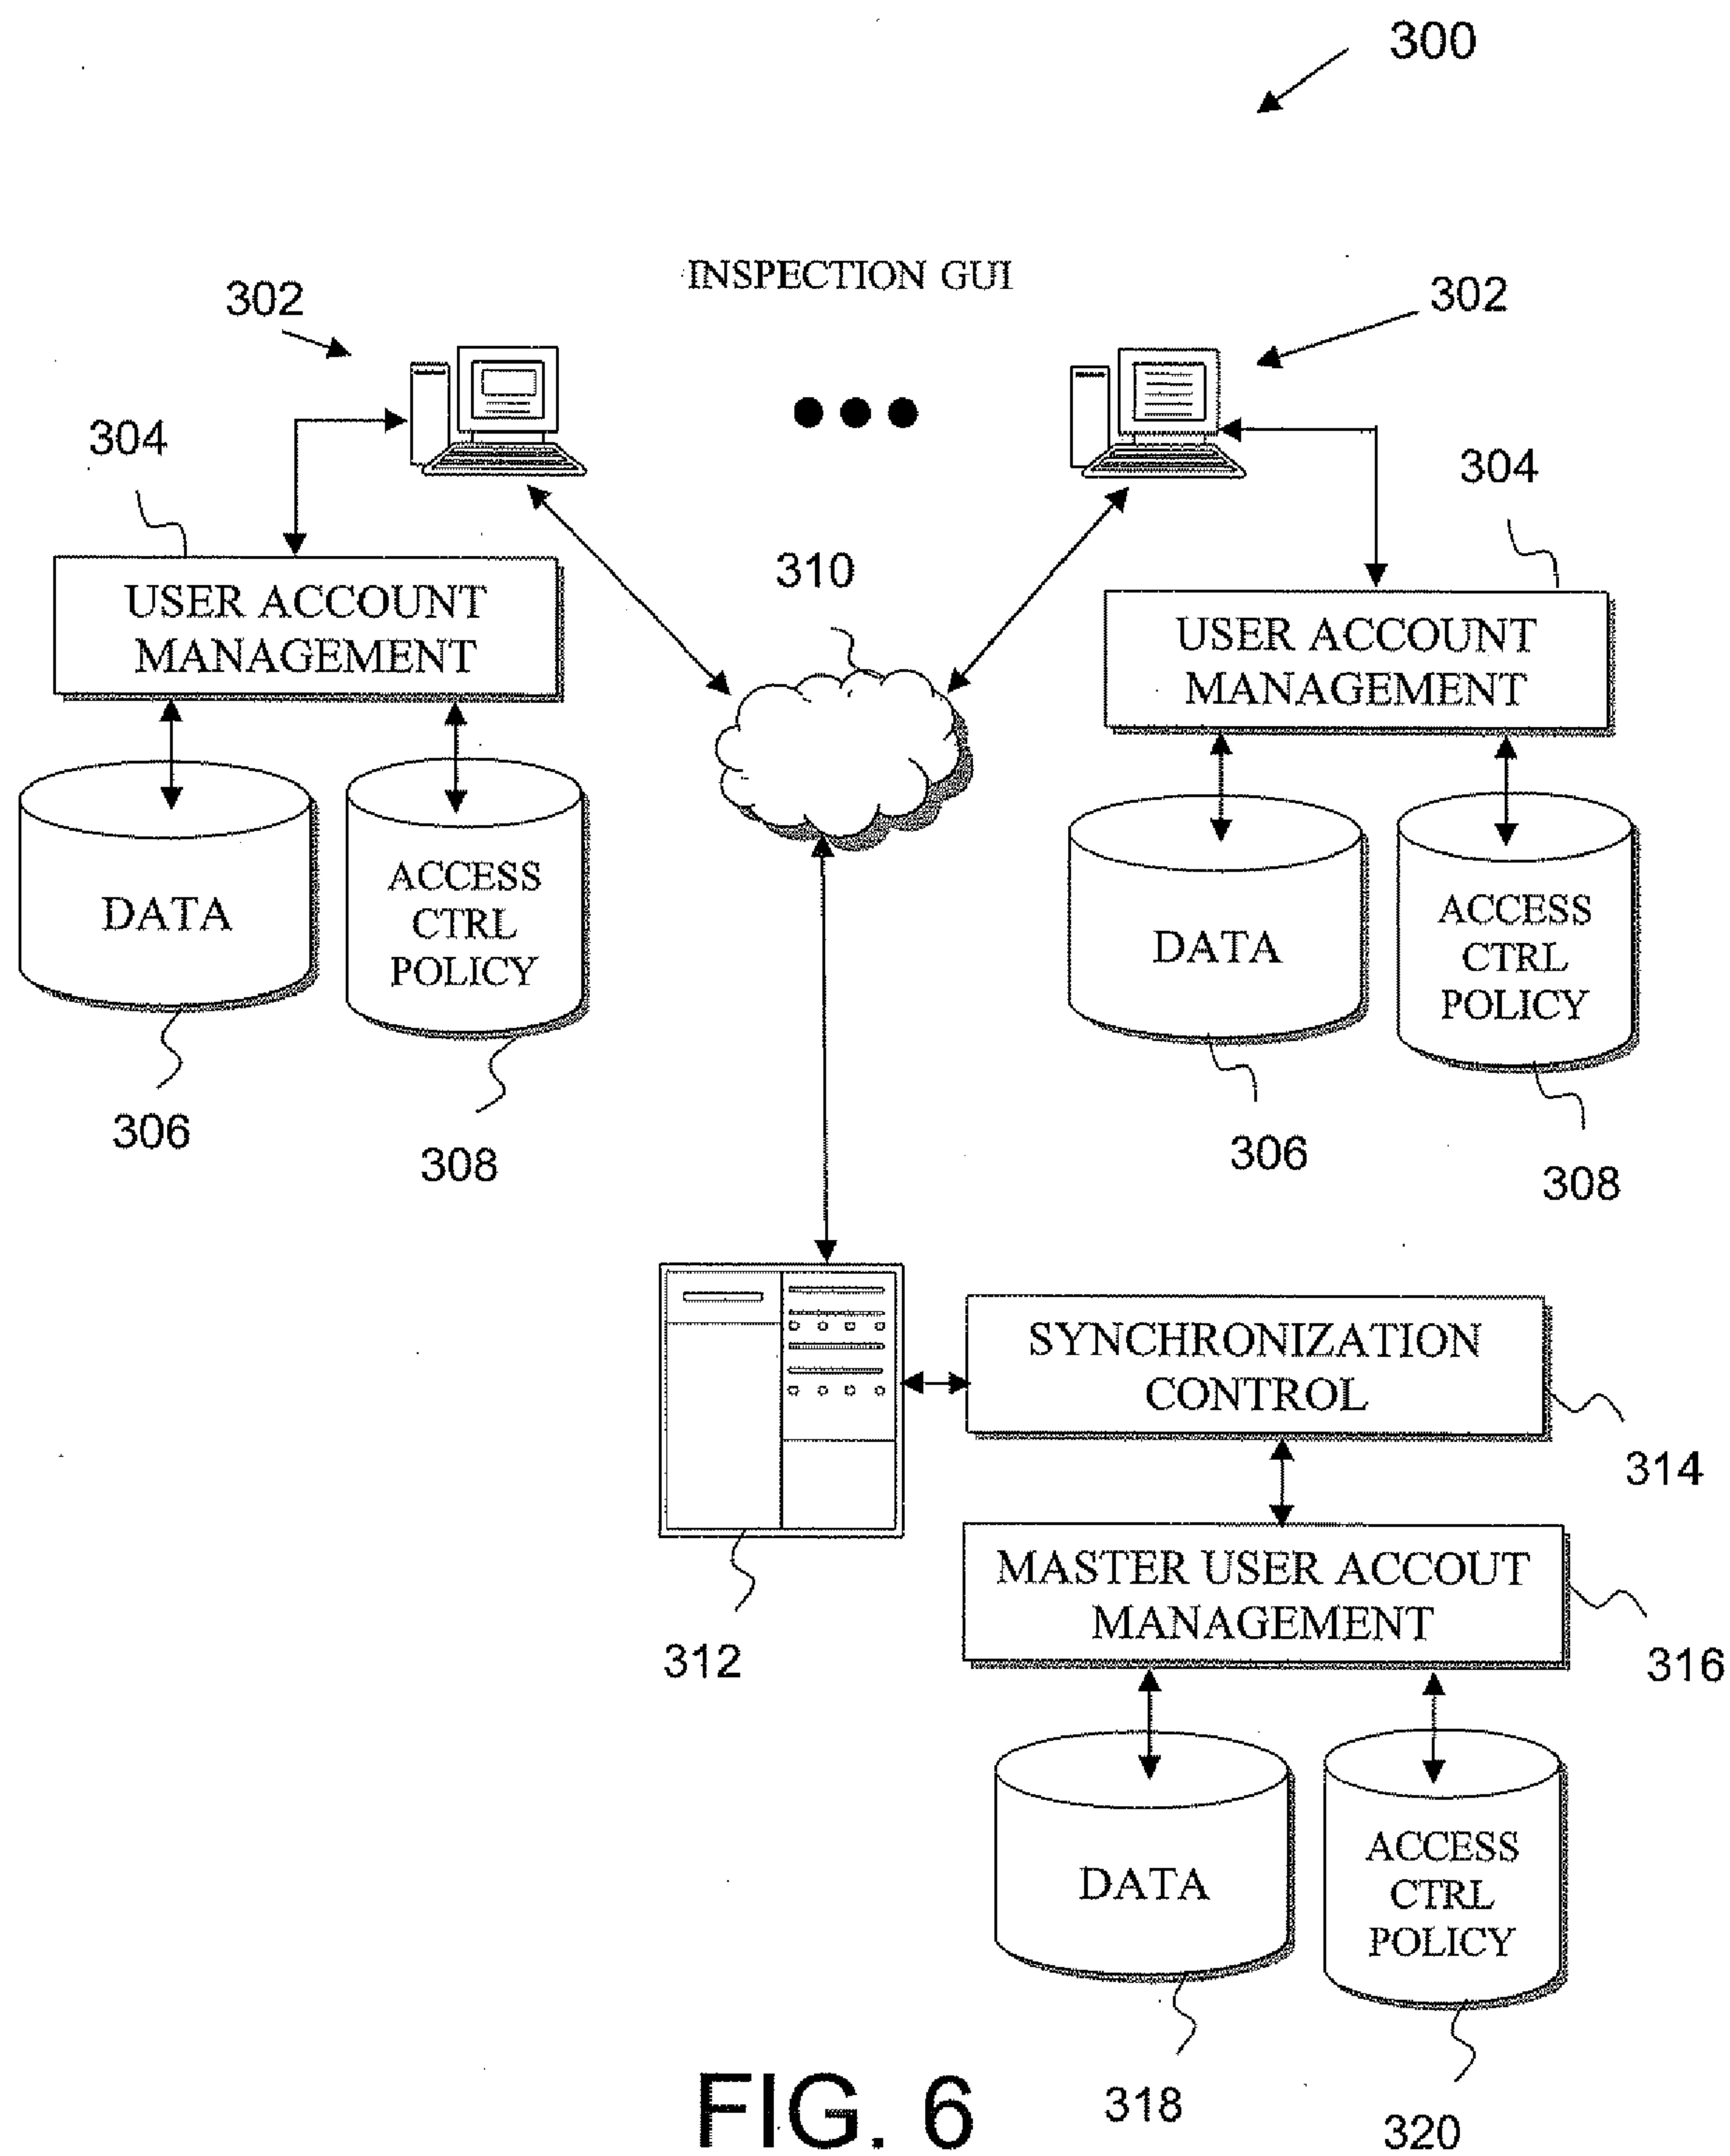 300
INSPECTION GUI
302
302
304
304
310
USER ACCOUNT
MANAGEMENT
USER ACCOUNT
MANAGEMENT
DATA
ACCESS
CTRL
POLICY
DATA
ACCESS
CTRL
POLICY
306
308
306
308
SYNCHRONIZATION
CONTROL
314
MASTER USER ACCOUT
MANAGEMENT
312
316
DATA
ACCESS
CTRL
POLICY
318
320
FIG. 6